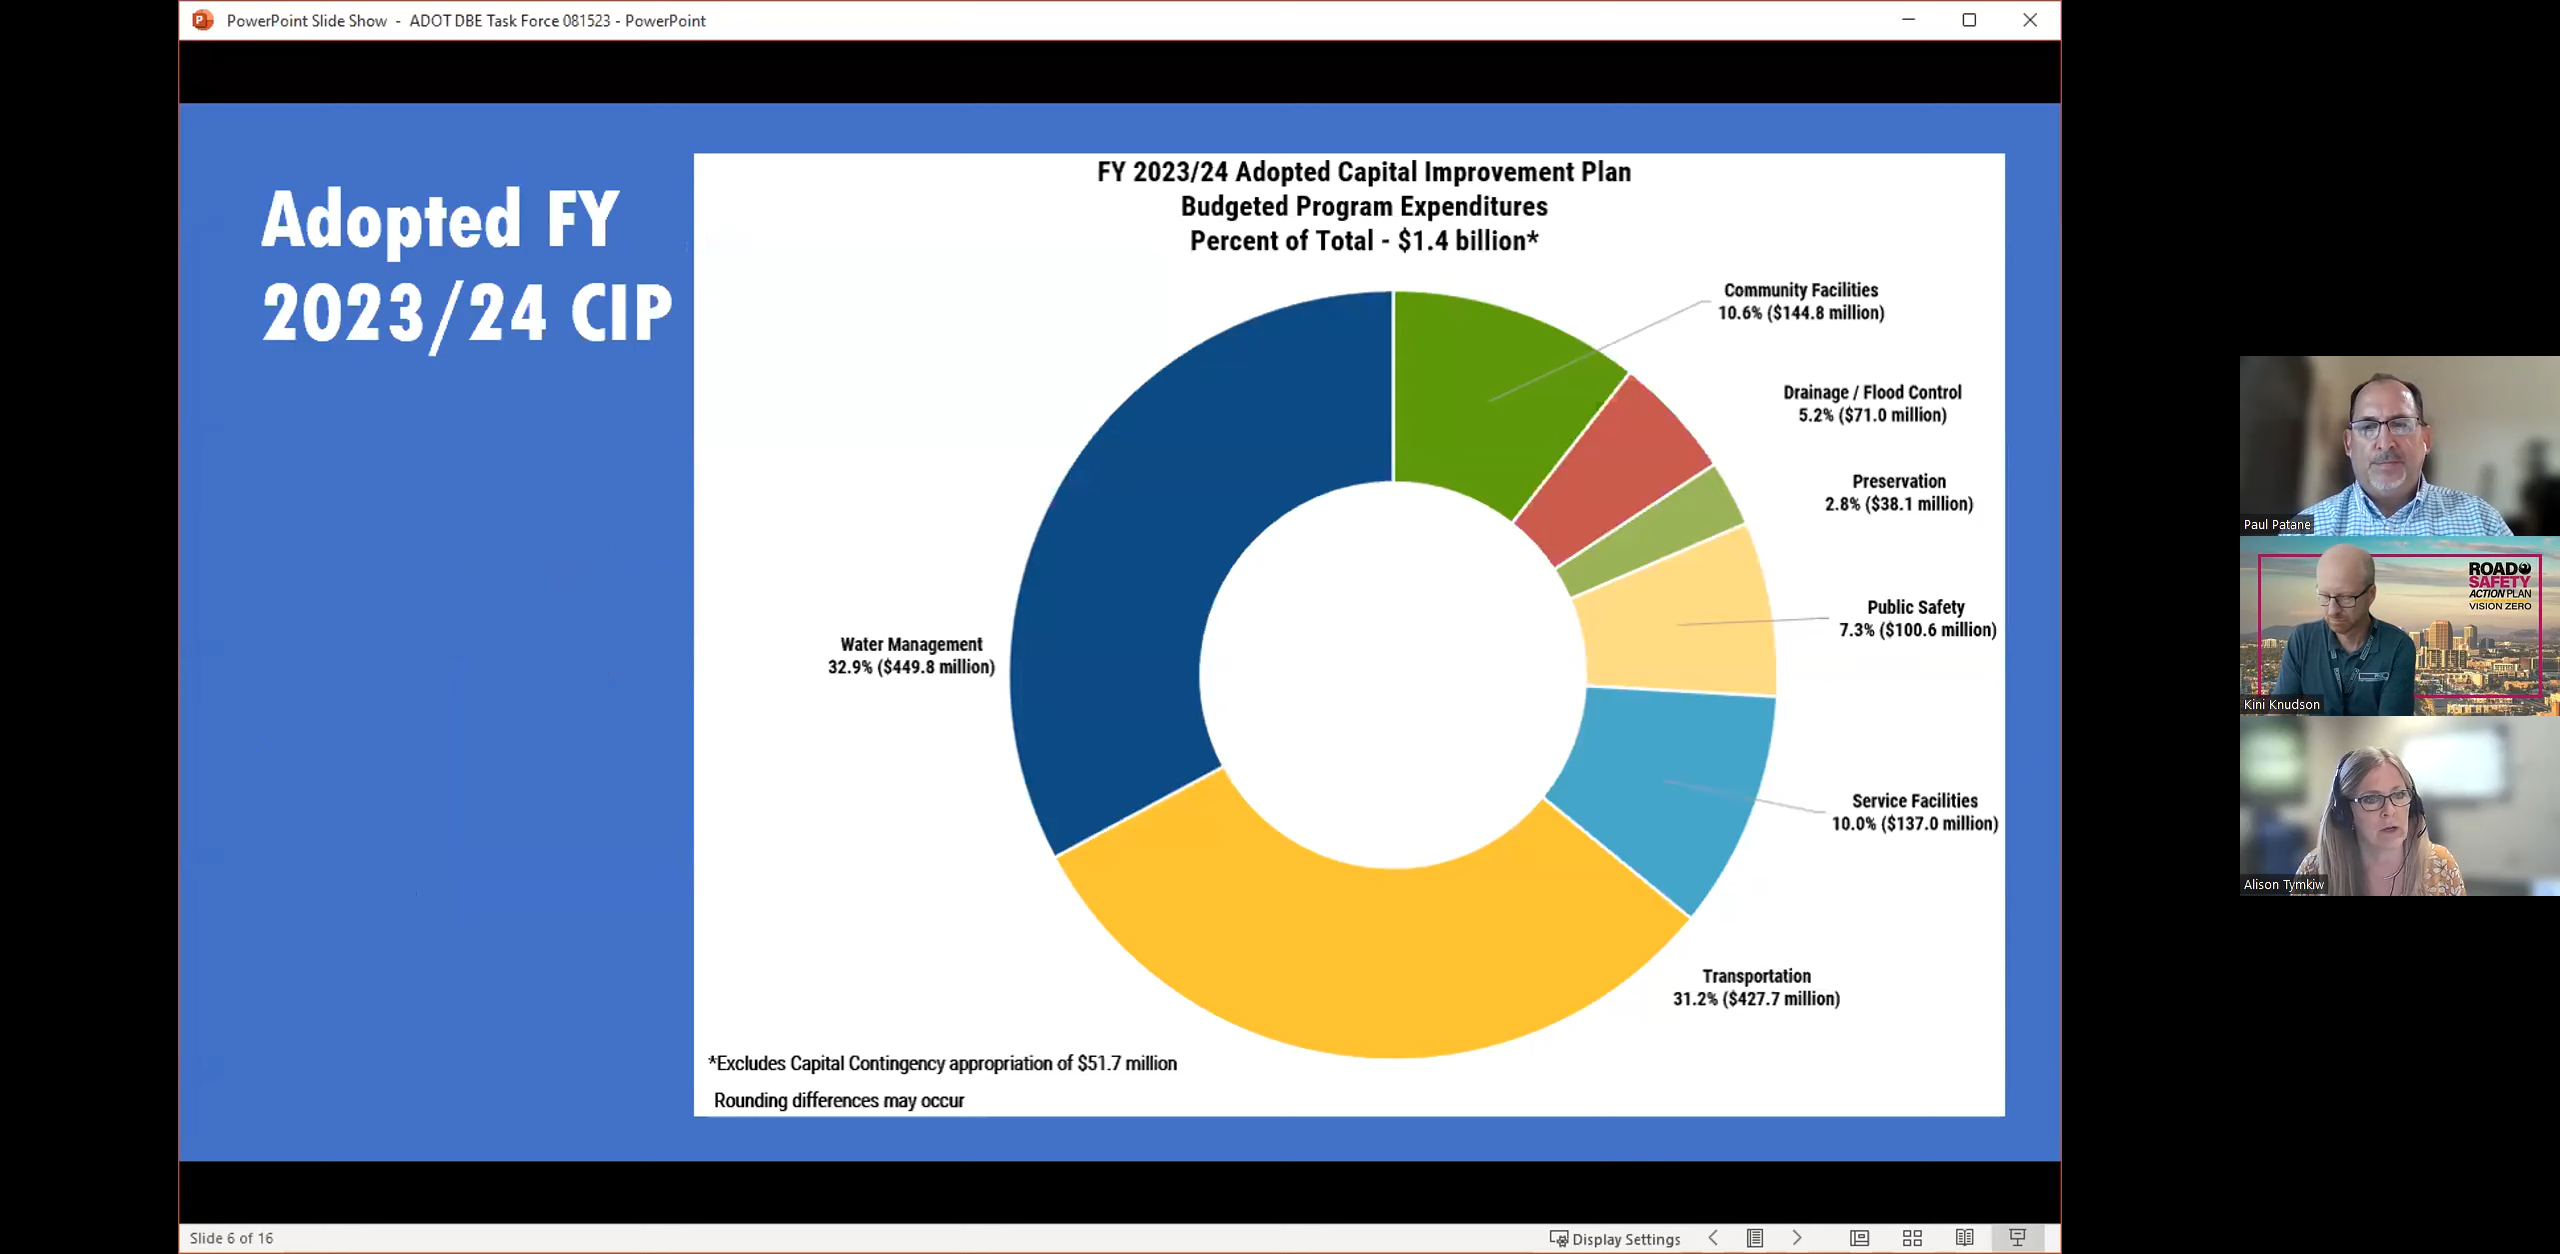 PowerPoint Slide Show - ADOT DBE Task Force 081523 - PowerPoint
Adopted FY
2023/24 CIP
FY 2023/24 Adopted Capital Improvement Plan
Budgeted Program Expenditures
Percent of Total - $1.4 billion*
Community Facilities
10.6% ($144.8 million)
Drainage / Flood Control
5.2% ($71.0 million)
Preservation
2.8% ($38.1 million)
Public Safety
7.3% ($100.6 million)
Water Management
32.9% ($449.8 million)
Service Facilities
10.0% ($137.0 million)
Transportation
31.2% ($427.7 million)
*Excludes Capital Contingency appropriation of $51.7 million
Rounding differences may occur
Slide 6 of 16
Display Settings
Paul Patane
ROAD
SAFETY
ACTION PLAN
VISION ZERO
Kini Knudson
Alison Tymkiw